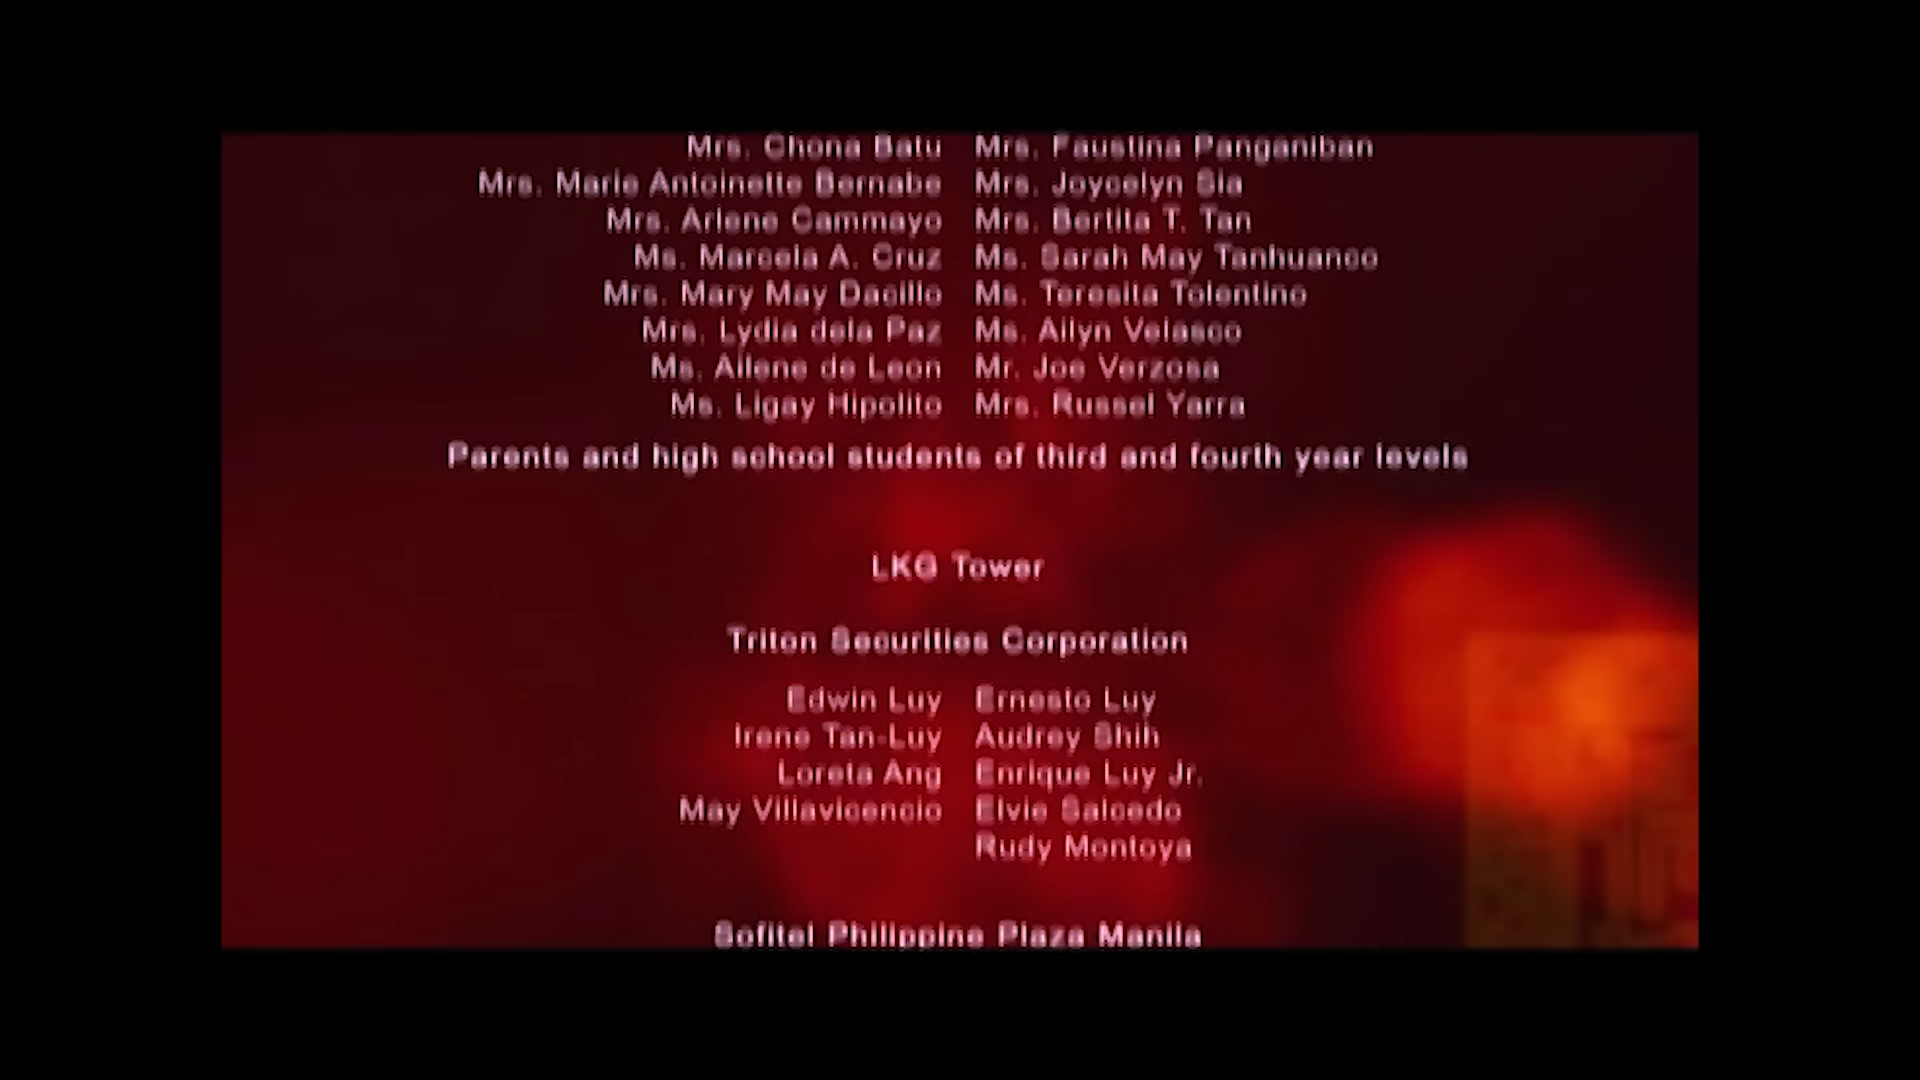 Mrs. Chona Batu Mrs. Faustina Panganiban
Mrs. Marie Antoinette Bernabe Mrs. Joycelyn Sia
Mrs. Arlene Cammayo Mrs. Bertita T. Tan
Ms. Marcela A. Cruz Ms. Sarah May Tanhuanco
Mrs. Mary May Dacillo Ms. Teresita Tolentino
Mrs. Lydia dela Paz Ms. Ailyn Velasco
Ms. Ailene de Leon Mr. Joe Verzosa
Ms. Ligay Hipolito Mrs. Russel Yarra
Parents and high school students of third and fourth year levels
LKG Tower
Triton Securities Corporation
Edwin Luy Ernesto Luy
Irene Tan-Luy Audrey Shih
Loreta Ang Enrique Luy Jr.
May Villavicencio Elvie Salcedo
Rudy Montoya
Sofitel Philippine Plaza Manila